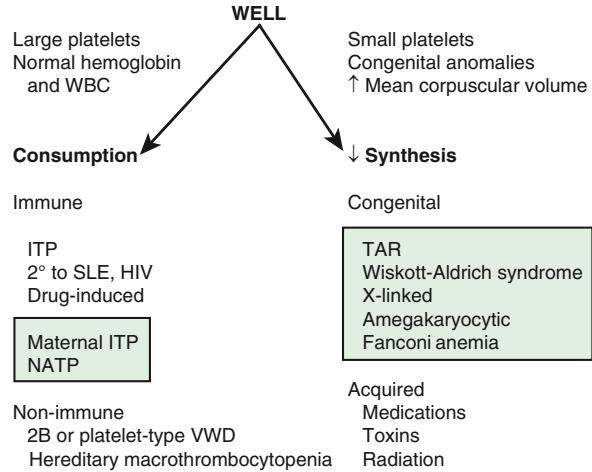 WELL
Large platelets
Normal hemoglobin
and WBC
Small platelets
Congenital anomalies
↑ Mean corpuscular volume
Consumption
Immune
ITP
2° to SLE, HIV
Drug-induced
Maternal ITP
NATP
Non-immune
2B or platelet-type VWD
Hereditary macrothrombocytopenia
↓ Synthesis
Congenital
TAR
Wiskott-Aldrich syndrome
X-linked
Amegakaryocytic
Fanconi anemia
Acquired
Medications
Toxins
Radiation